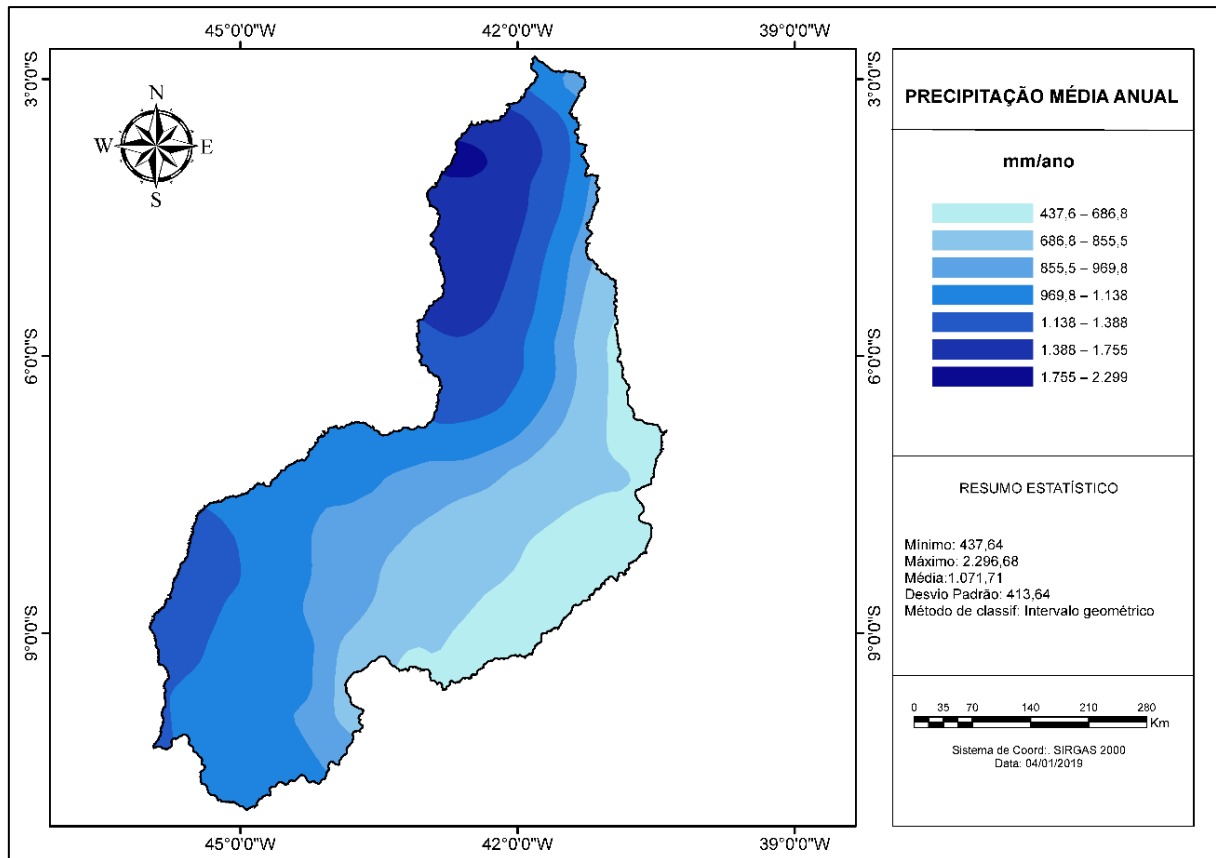 45°0'0"W 42°0'0"W 39°0'0"W
3°0'0"S 3°0'0"S
N
W E
S
6°0'0"S 6°0'0"S
9°0'0"S 9°0'0"S
45°0'0"W 42°0'0"W 39°0'0"W
PRECIPITAÇÃO MÉDIA ANUAL
mm/ano
437,6 – 686,8
686,8 – 855,5
855,5 – 969,8
969,8 – 1.138
1.138 – 1.388
1.388 – 1.755
1.755 – 2.299
RESUMO ESTATÍSTICO
Mínimo: 437,64
Máximo: 2.296,68
Média:1.071,71
Desvio Padrão: 413,64
Método de classif: Intervalo geométrico
0 35 70 140 210 280
Km
Sistema de Coord:. SIRGAS 2000
Data: 04/01/2019